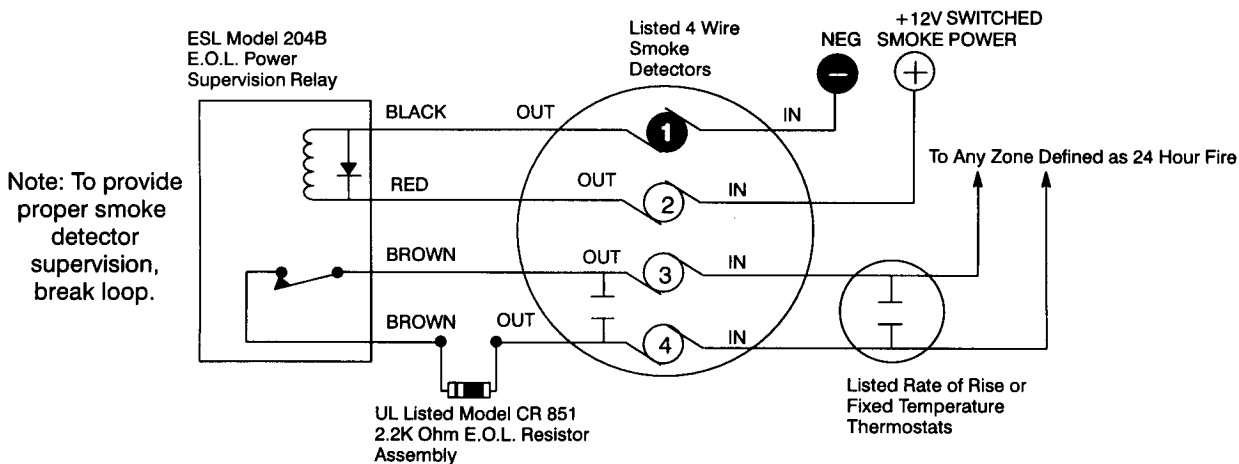 ESL Model 204B
E.O.L. Power
Supervision Relay
Listed 4 Wire
Smoke
Detectors
NEG
+12V SWITCHED
SMOKE POWER
−
+
BLACK
OUT
1
IN
To Any Zone Defined as 24 Hour Fire
RED
OUT
2
IN
Note: To provide
proper smoke
detector
supervision,
break loop.
BROWN
OUT
3
IN
BROWN
OUT
4
IN
UL Listed Model CR 851
2.2K Ohm E.O.L. Resistor
Assembly
Listed Rate of Rise or
Fixed Temperature
Thermostats